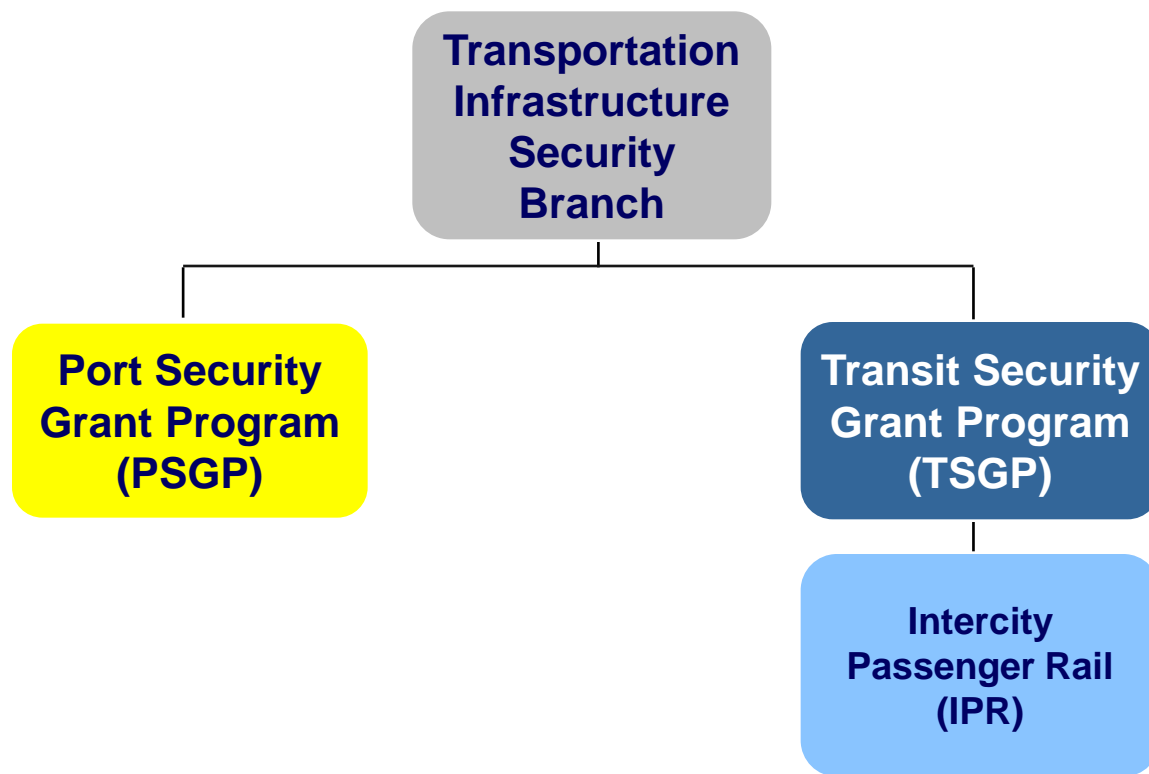 Transportation
Infrastructure
Security
Branch
Port Security
Grant Program
(PSGP)
Transit Security
Grant Program
(TSGP)
Intercity
Passenger Rail
(IPR)